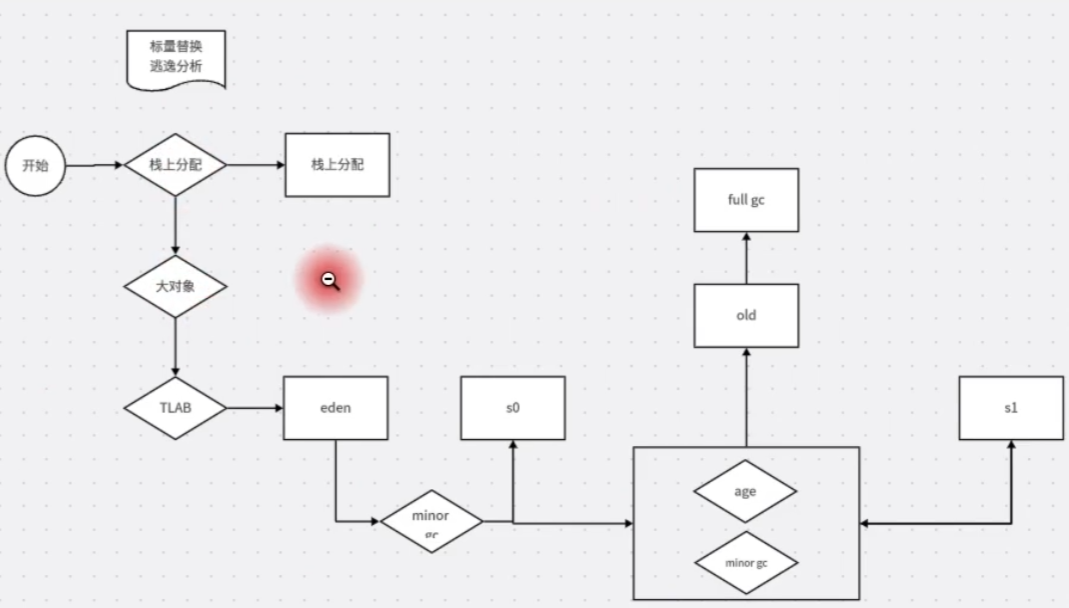 标量替换
逃逸分析
开始
栈上分配
栈上分配
full gc
大对象
old
TLAB
eden
s0
s1
age
minor
gc
minor gc